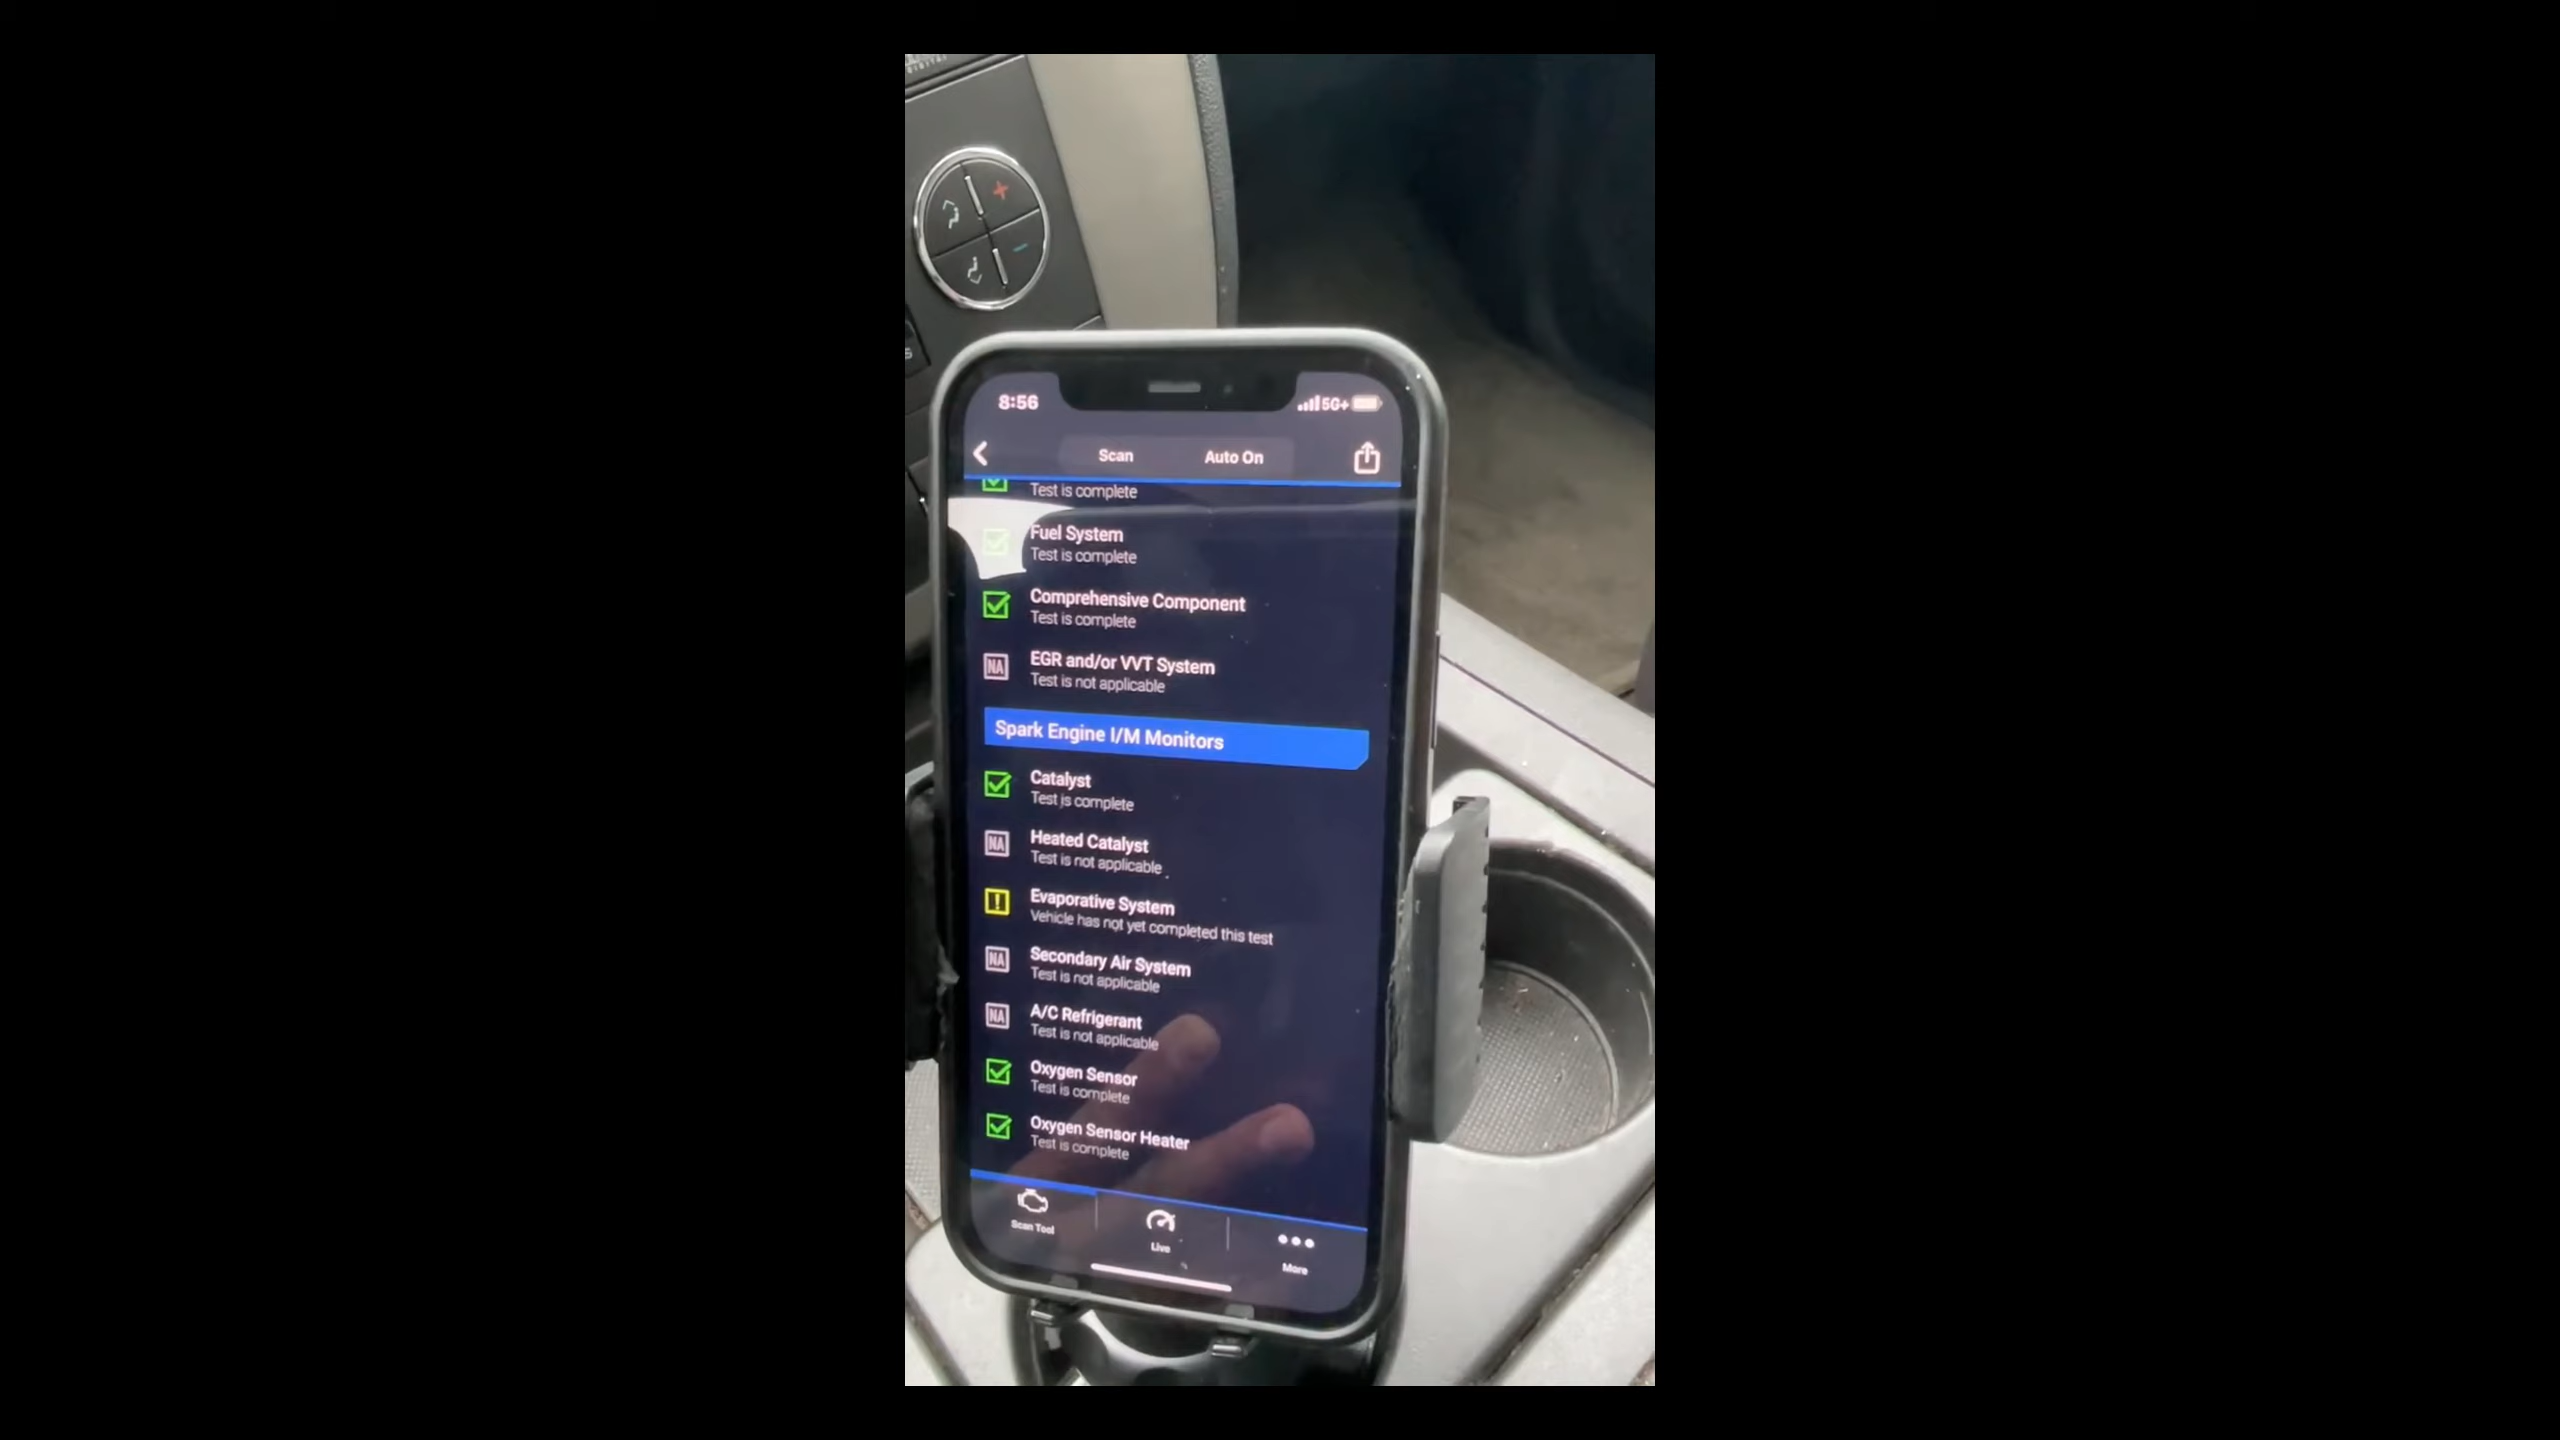 DIGITAL
8:56
5G+
Scan
Auto On
Test is complete
Fuel System
Test is complete
Comprehensive Component
Test is complete
NA
EGR and/or VVT System
Test is not applicable
Spark Engine I/M Monitors
Catalyst
Test is complete
NA
Heated Catalyst
Test is not applicable
Evaporative System
Vehicle has not yet completed this test
NA
Secondary Air System
Test is not applicable
NA
A/C Refrigerant
Test is not applicable
Oxygen Sensor
Test is complete
Oxygen Sensor Heater
Test is complete
Scan Tool
Live
More